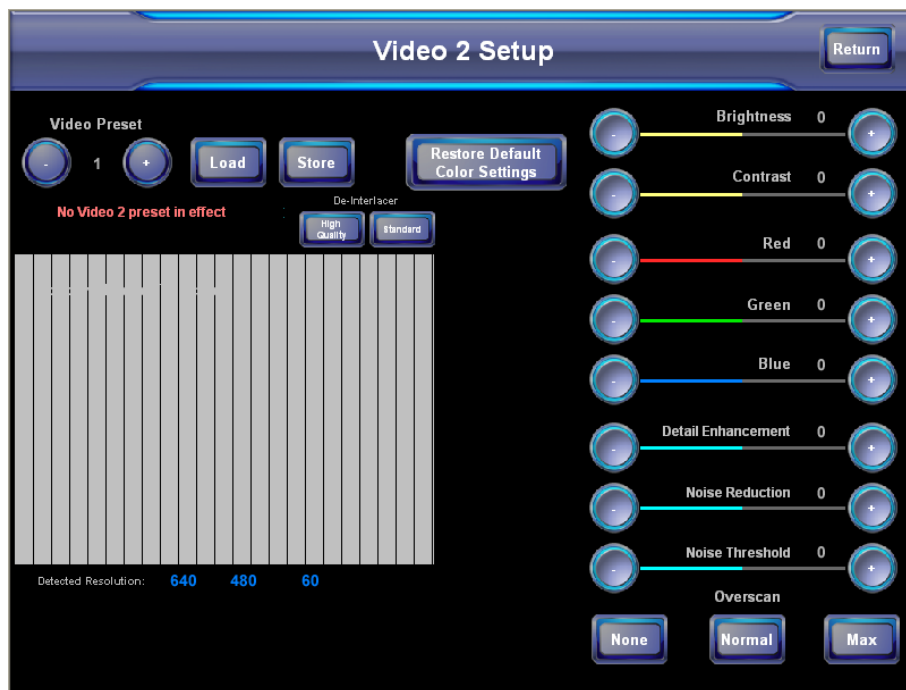 Video 2 Setup
Return
Video Preset
- 1 + Load Store
Restore Default
Color Settings
No Video 2 preset in effect
:
De-Interlacer
High
Quality
Standard
Detected Resolution: 640 480 60
Brightness 0
- +
Contrast 0
- +
Red 0
- +
Green 0
- +
Blue 0
- +
Detail Enhancement 0
- +
Noise Reduction 0
- +
Noise Threshold 0
- +
Overscan
None Normal Max